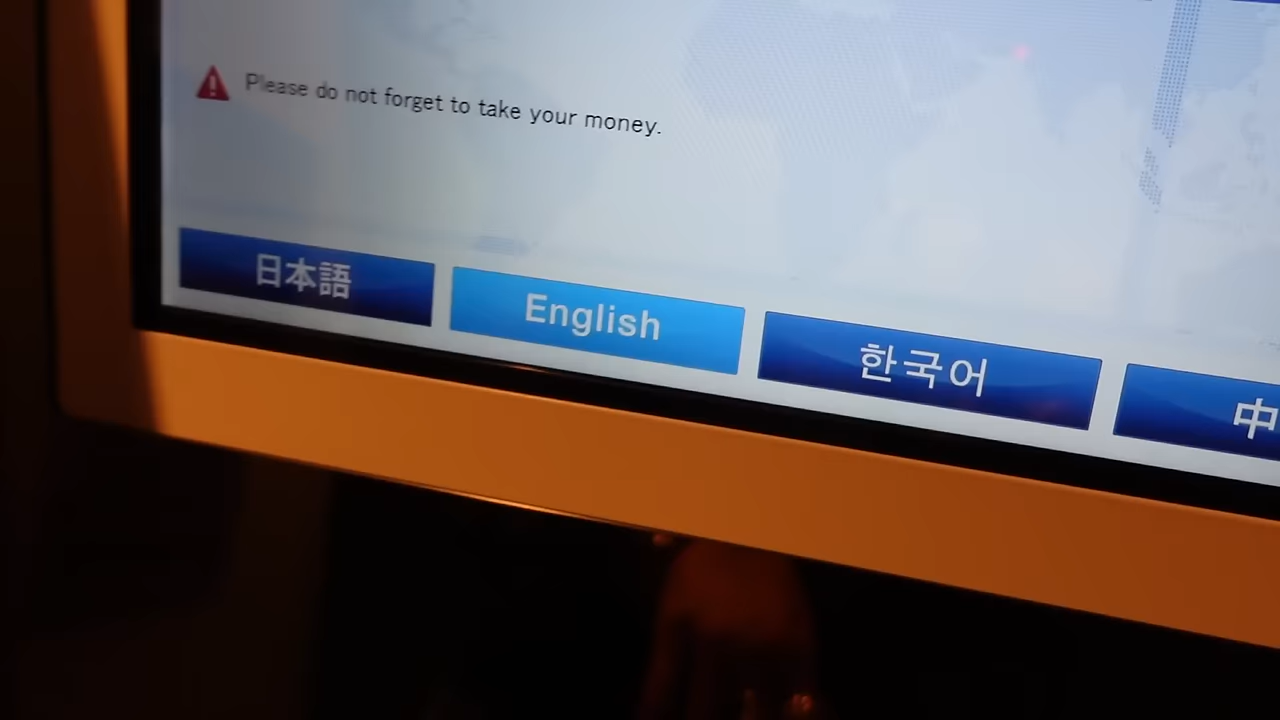 Please do not forget to take your money.
日本語
English
한국어
中